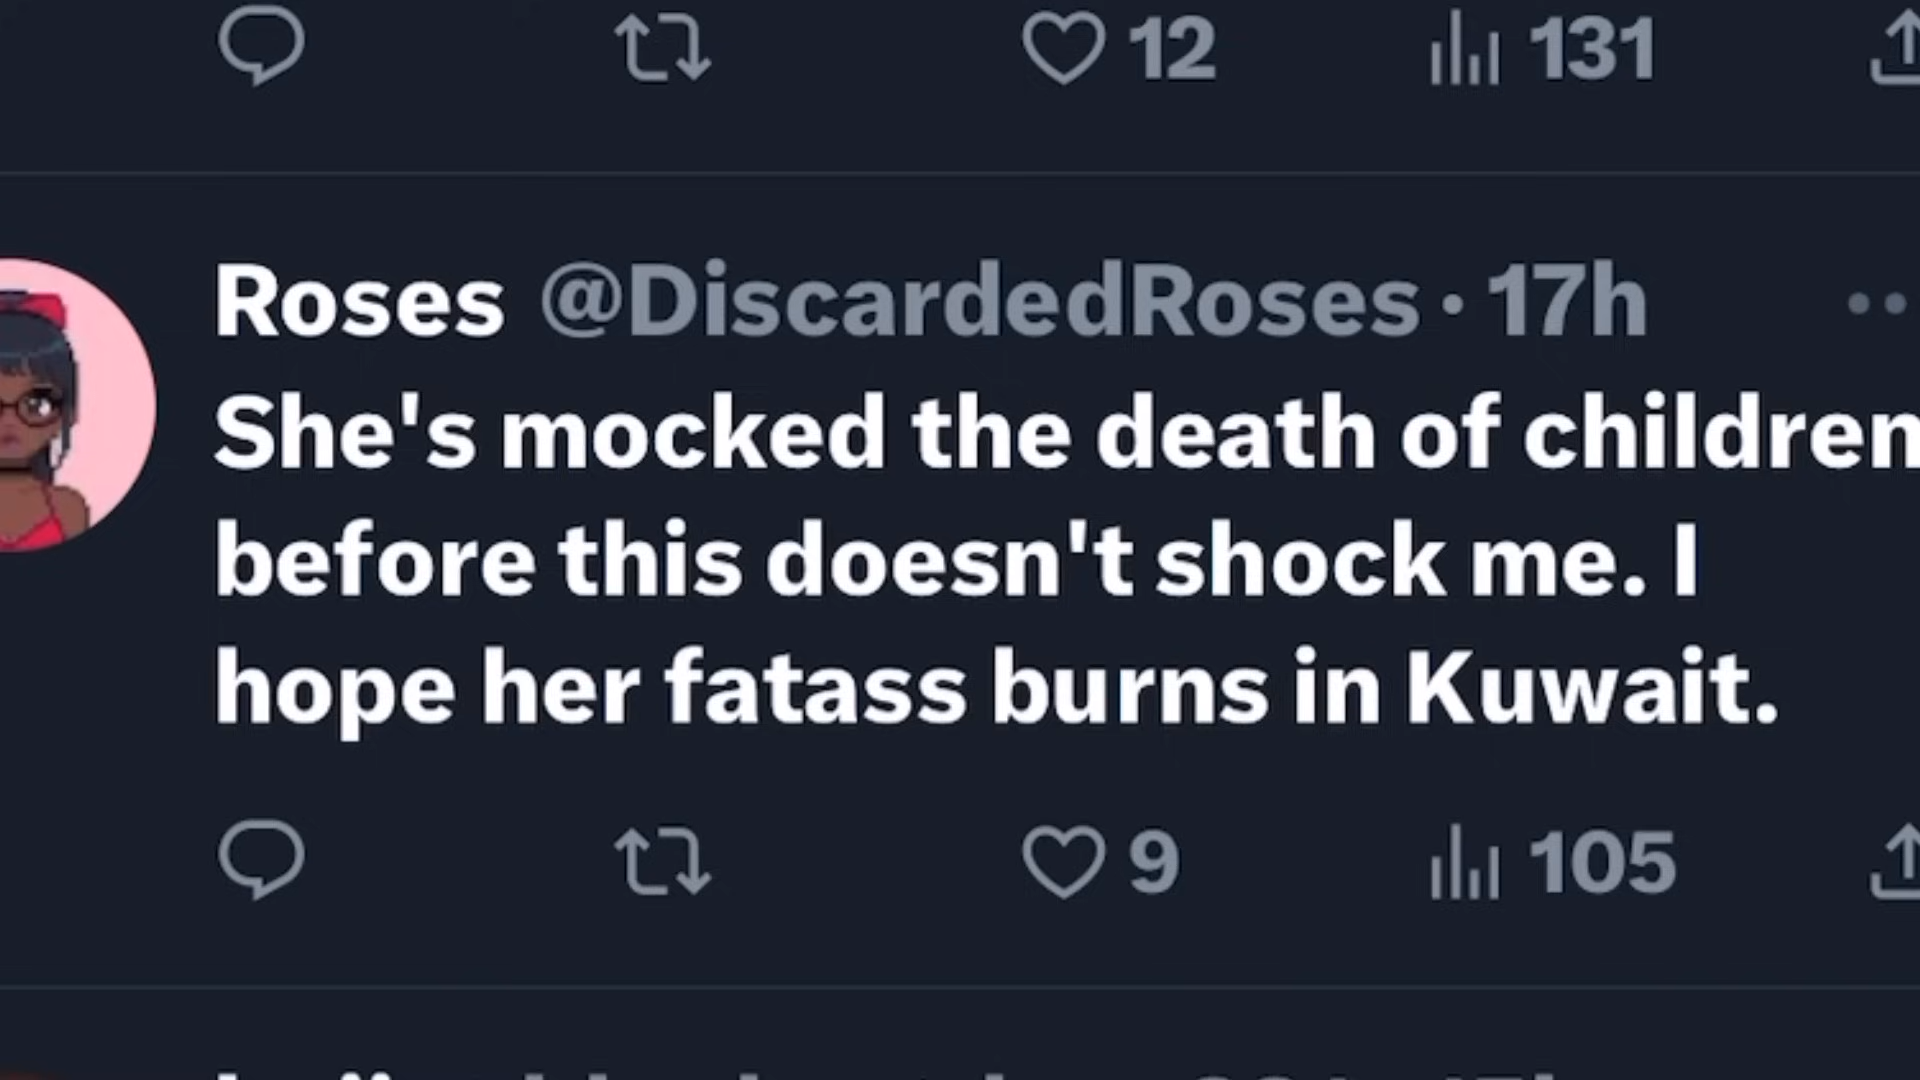 12 131
Roses @DiscardedRoses · 17h
She's mocked the death of children
before this doesn't shock me. I
hope her fatass burns in Kuwait.
9 105